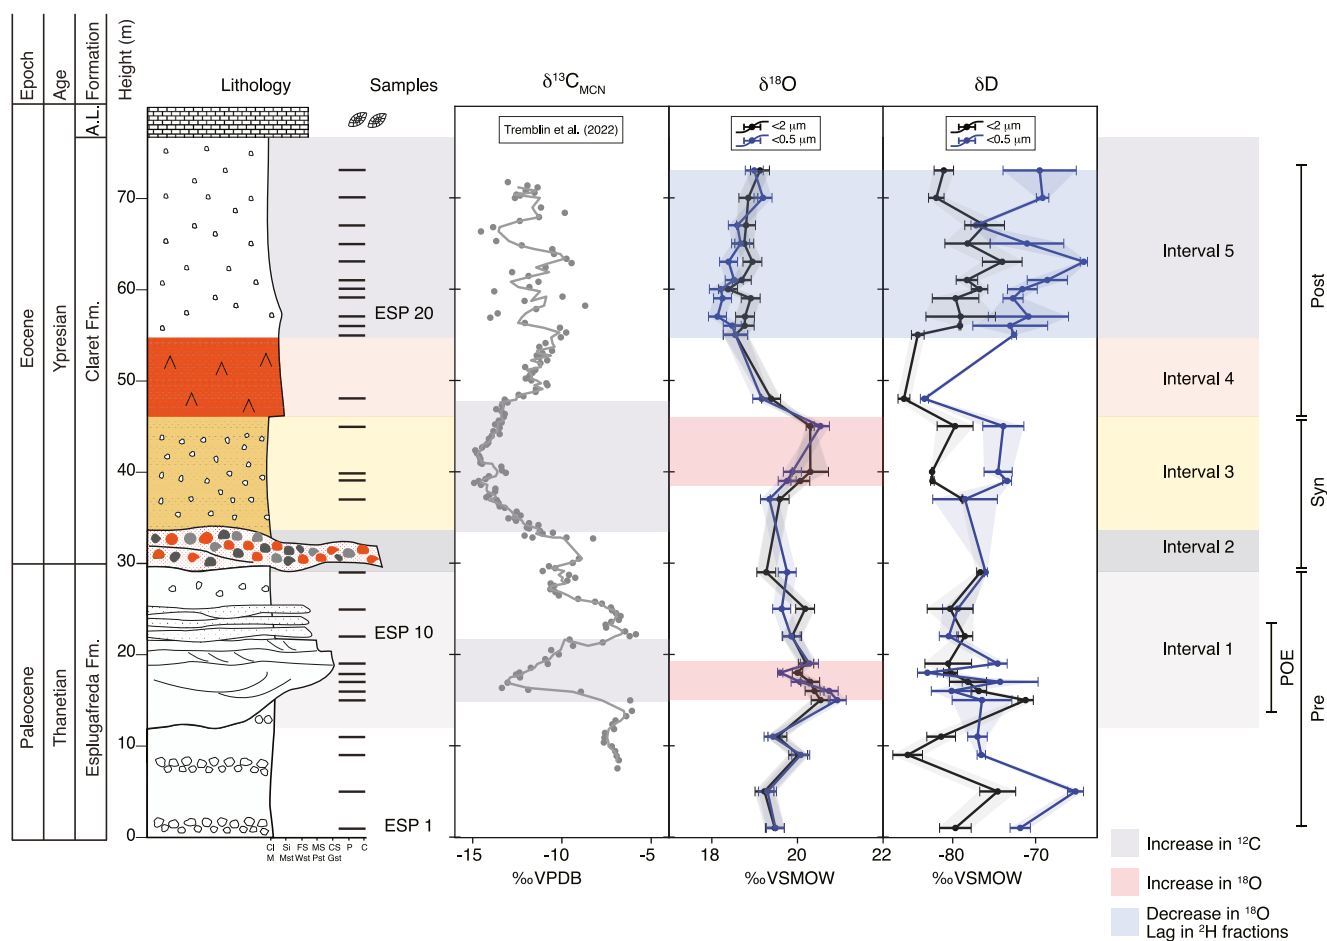 Epoch
Age
Formation
Height (m)
Lithology
Samples
δ¹³C_MCN
δ¹⁸O
δD
A.L.
Tremblin et al. (2022)
<2 μm
<0.5 μm
<2 μm
<0.5 μm
Eocene
Ypresian
Claret Fm.
Paleocene
Thanetian
Esplugafreda Fm.
70
60
50
40
30
20
10
0
ESP 20
ESP 10
ESP 1
Interval 5
Interval 4
Interval 3
Interval 2
Interval 1
Post
Syn
POE
Pre
Cl Si FS MS CS P C
M Mst Wst Pst Gst
-15 -10 -5
‰VPDB
18 20 22
‰VSMOW
-80 -70
‰VSMOW
Increase in ¹²C
Increase in ¹⁸O
Decrease in ¹⁸O
Lag in ²H fractions